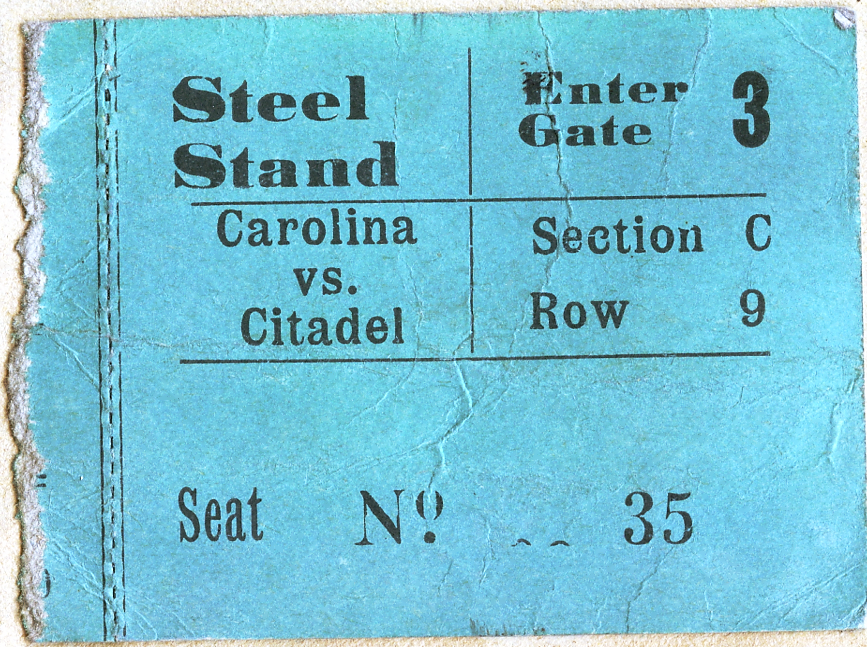 Steel
Stand
Enter
Gate 3
Carolina
vs.
Citadel
Section C
Row 9
Seat Nº 35